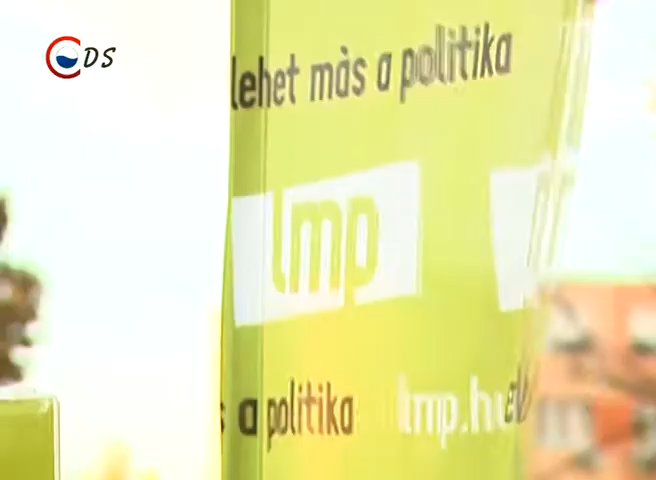 DS
lehet màs a politika
lmp
a politika
lmp.hu